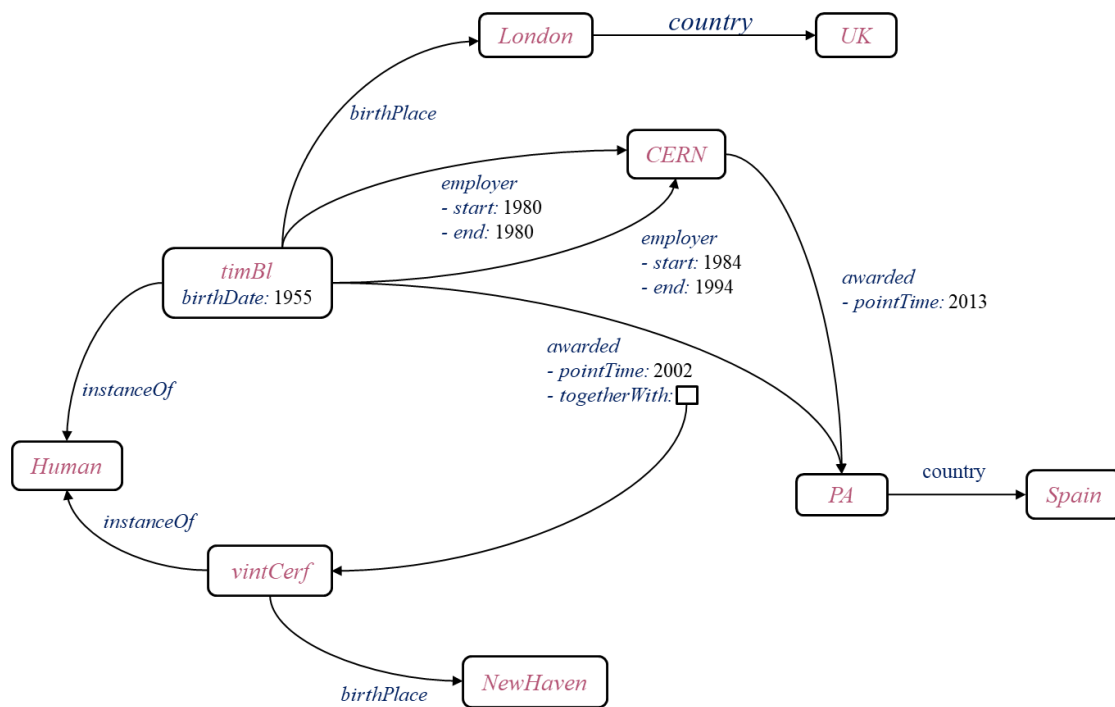 London
country
UK
birthPlace
CERN
employer
- start: 1980
- end: 1980
employer
- start: 1984
- end: 1994
timBl
birthDate: 1955
awarded
- pointTime: 2013
awarded
- pointTime: 2002
- togetherWith:
instanceOf
Human
PA
country
Spain
instanceOf
vintCerf
birthPlace
NewHaven